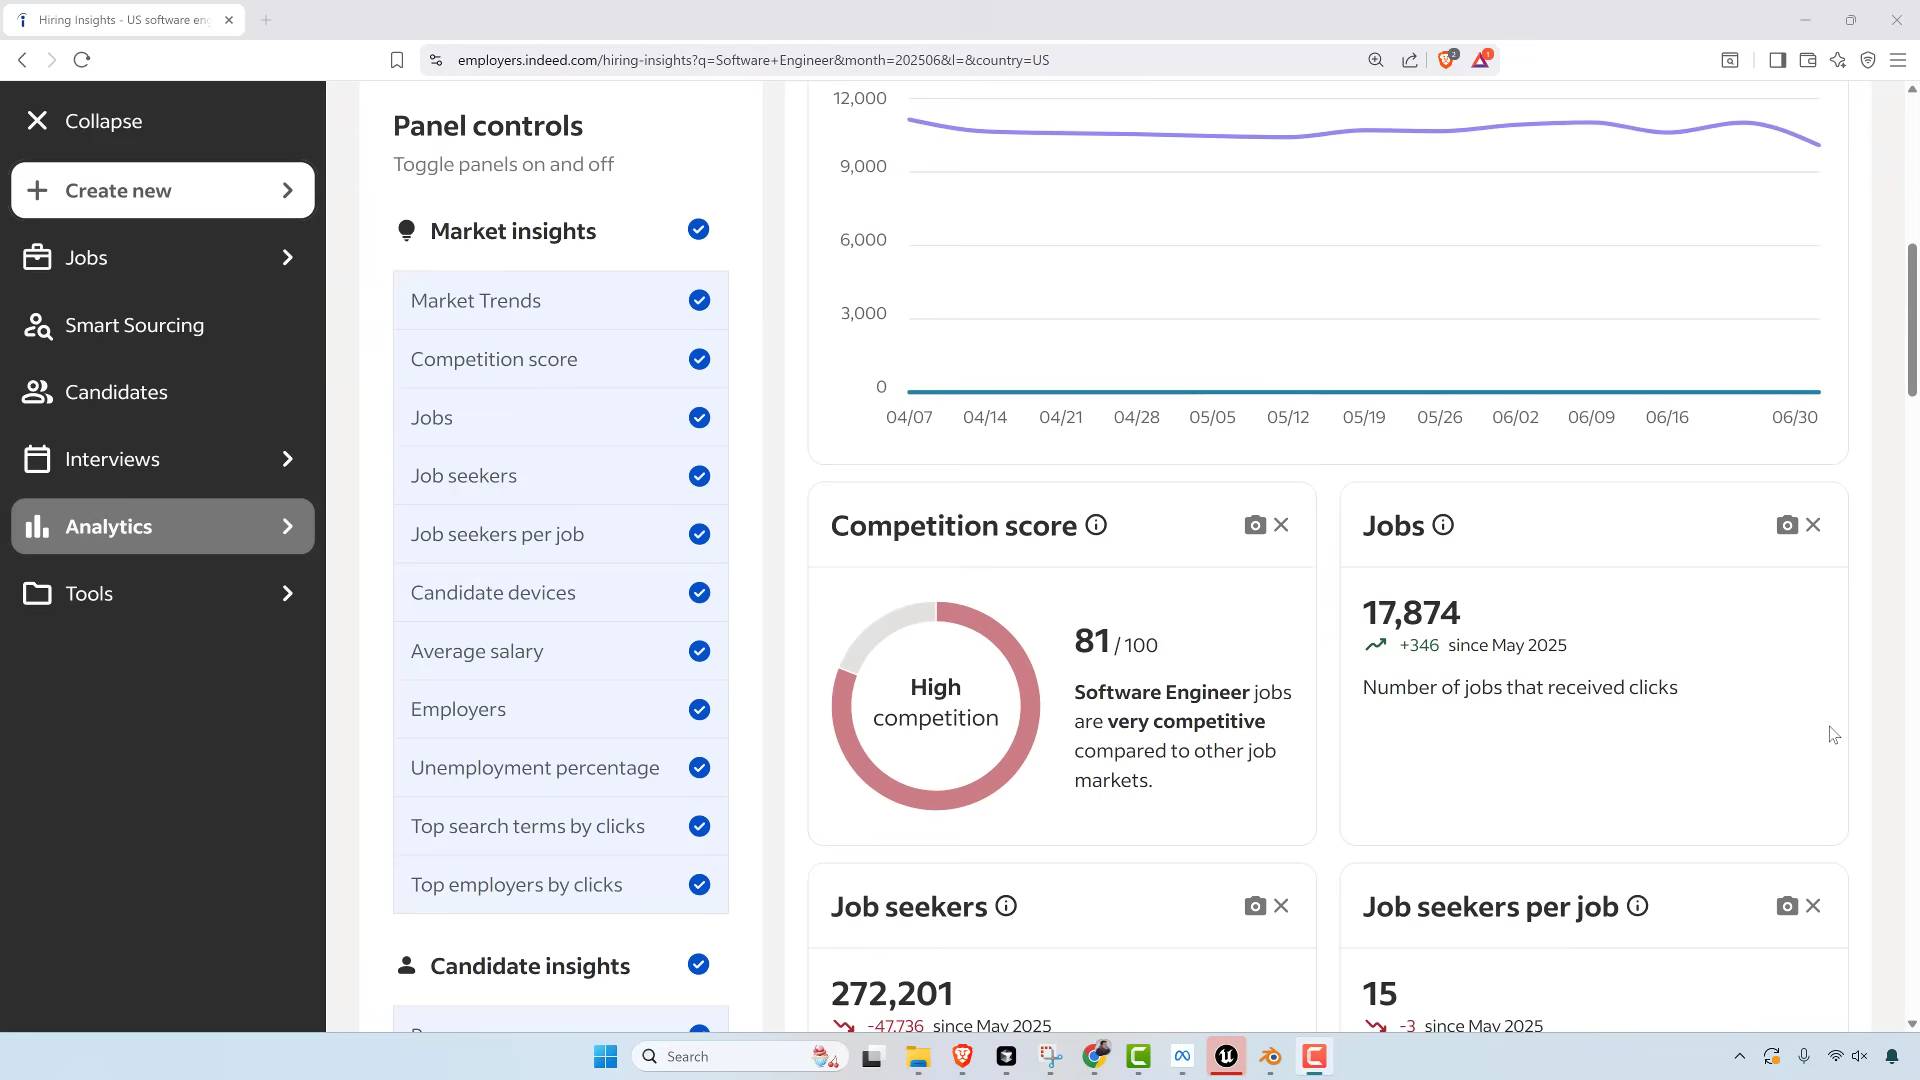 Hiring Insights - US software eng
employers.indeed.com/hiring-insights?q=Software+Engineer&month=202506&l=&country=US
2
1
Collapse
Create new
Jobs
Smart Sourcing
Candidates
Interviews
Analytics
Tools
Panel controls
Toggle panels on and off
Market insights
Market Trends
Competition score
Jobs
Job seekers
Job seekers per job
Candidate devices
Average salary
Employers
Unemployment percentage
Top search terms by clicks
Top employers by clicks
Candidate insights
12,000
9,000
6,000
3,000
0
04/07 04/14 04/21 04/28 05/05 05/12 05/19 05/26 06/02 06/09 06/16 06/30
Competition score
High
competition
81 / 100
Software Engineer jobs
are very competitive
compared to other job
markets.
Jobs
17,874
+346 since May 2025
Number of jobs that received clicks
Job seekers
272,201
-47,736 since May 2025
Job seekers per job
15
-3 since May 2025
Search